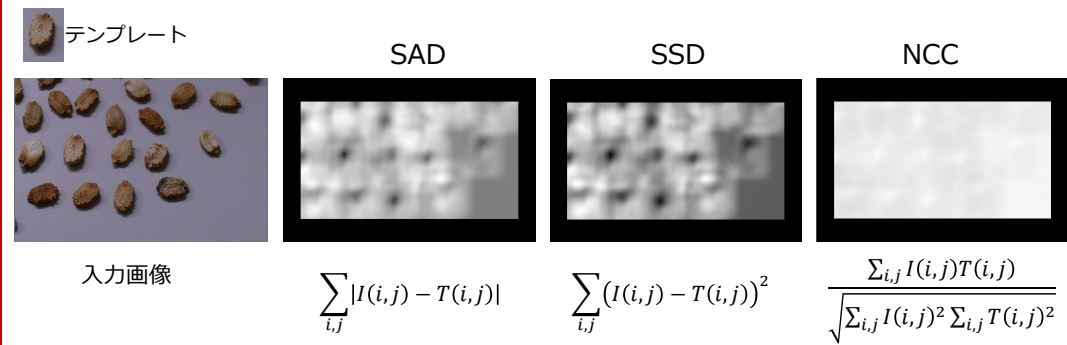 テンプレート
SAD
SSD
NCC
入力画像
∑_{i,j} |I(i,j) − T(i,j)|
∑_{i,j} (I(i,j) − T(i,j))²
∑_{i,j} I(i,j)T(i,j)
√∑_{i,j} I(i,j)² ∑_{i,j} T(i,j)²